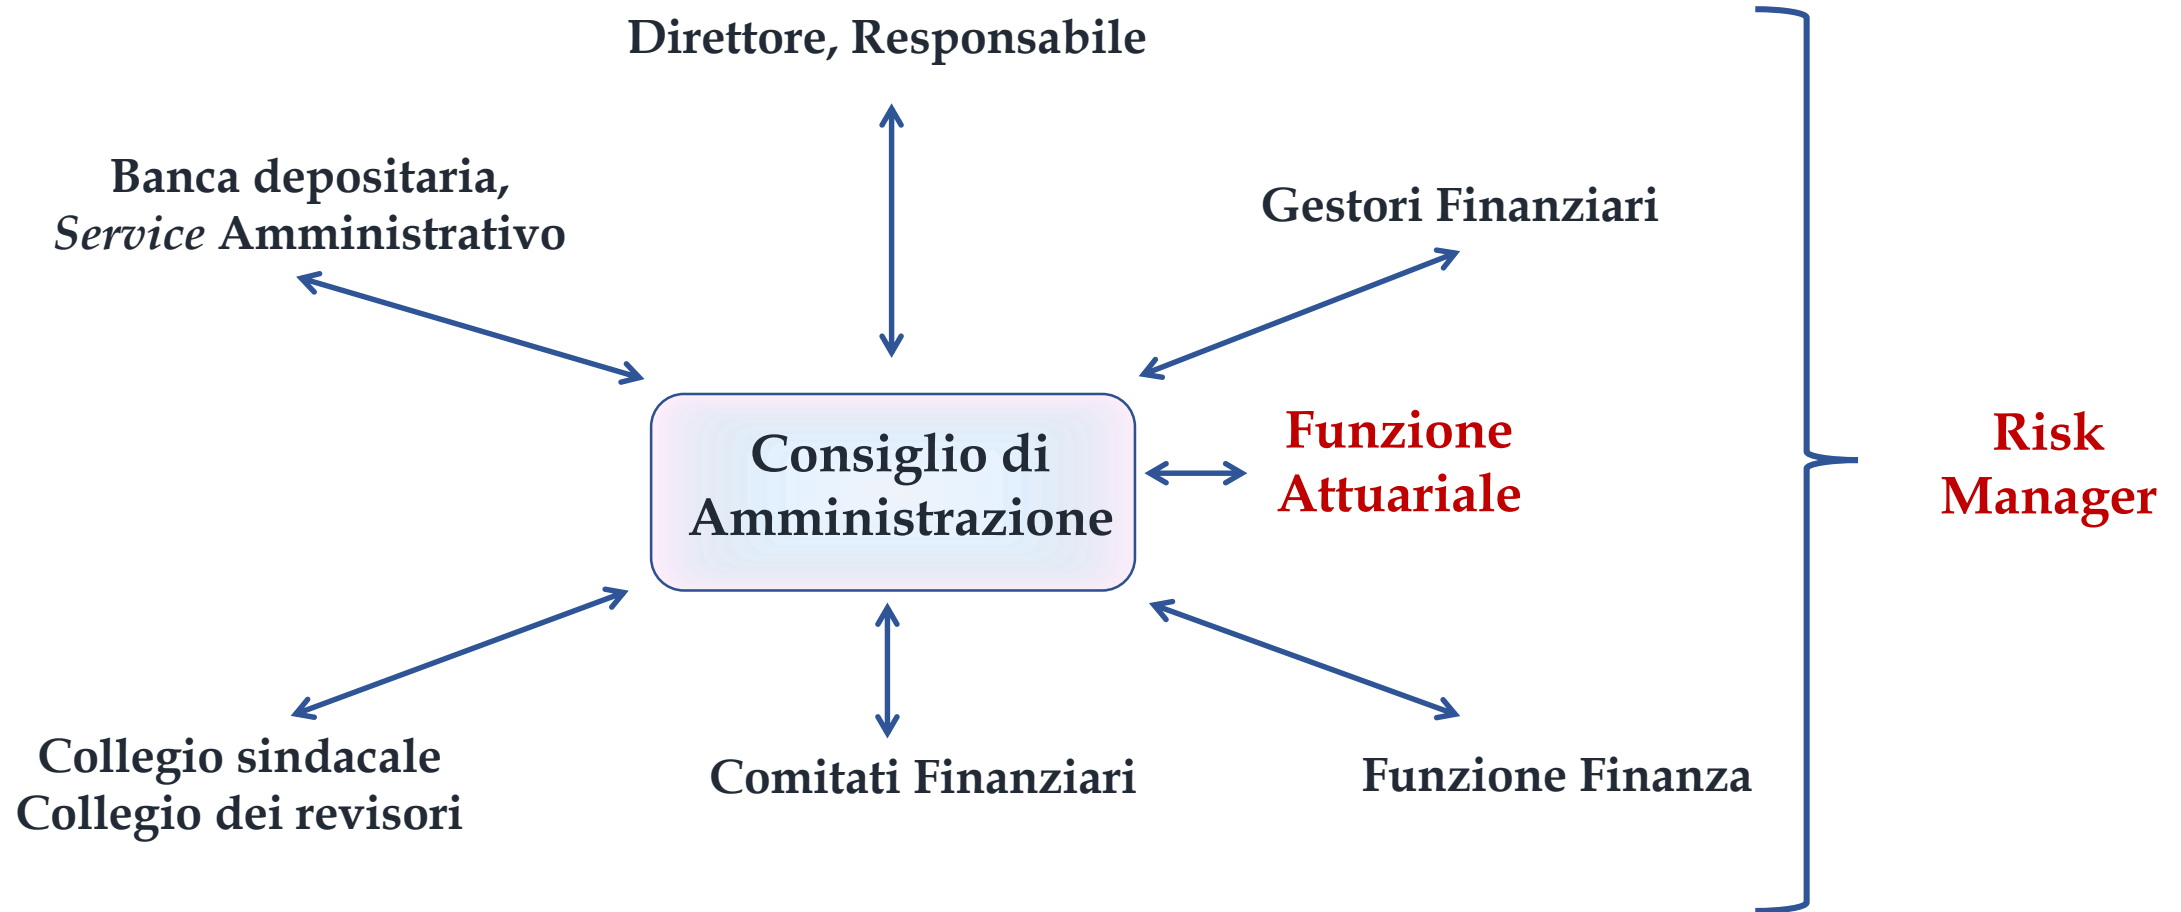 Direttore, Responsabile
Banca depositaria,
Service Amministrativo
Gestori Finanziari
Consiglio di
Amministrazione
Funzione
Attuariale
Risk
Manager
Collegio sindacale
Collegio dei revisori
Comitati Finanziari
Funzione Finanza